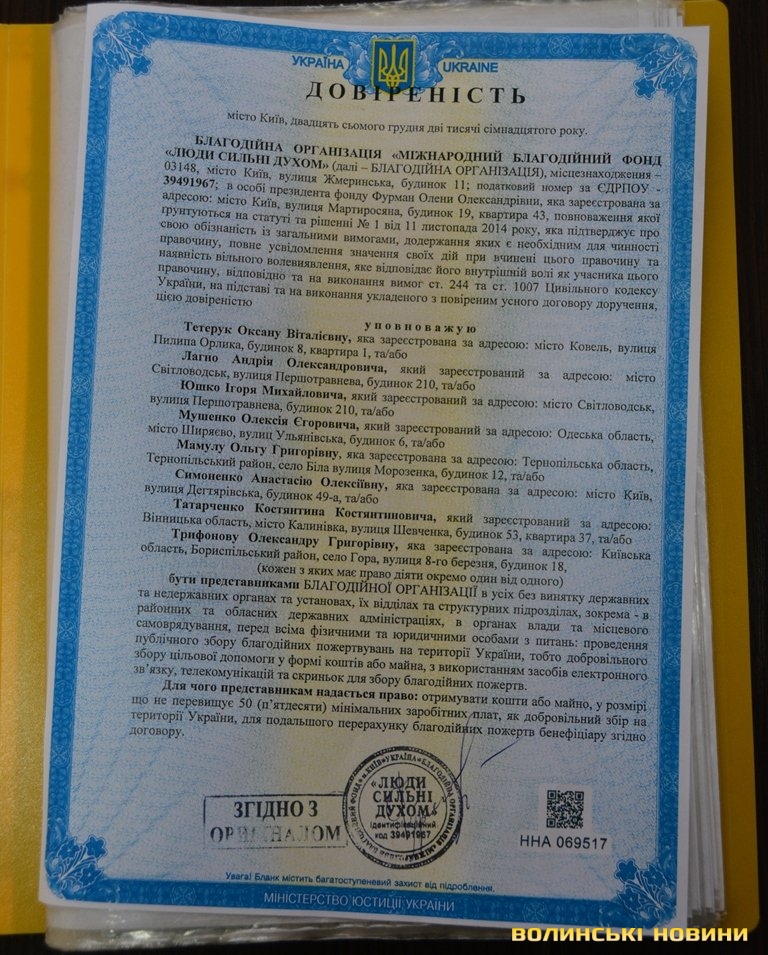 УКРАЇНА UKRAINE
ДОВІРЕНІСТЬ
місто Київ, двадцять сьомого грудня дві тисячі сімнадцятого року.
БЛАГОДІЙНА ОРГАНІЗАЦІЯ «МІЖНАРОДНИЙ БЛАГОДІЙНИЙ ФОНД
«ЛЮДИ СИЛЬНІ ДУХОМ» (далі – БЛАГОДІЙНА ОРГАНІЗАЦІЯ), місцезнаходження –
03148, місто Київ, вулиця Жмеринська, будинок 11; податковий номер за ЄДРПОУ -
39491967; в особі президента фонду Фурман Олени Олександрівни, яка зареєстрована за
адресою: місто Київ, вулиця Мартиросяна, будинок 19, квартира 43, повноваження якої
ґрунтуються на статуті та рішенні № 1 від 11 листопада 2014 року, яка підтверджує про
свою обізнаність із загальними вимогами, додержання яких є необхідним для чинності
правочину, повне усвідомлення значення своїх дій при вчинені цього правочину та
наявність вільного волевиявлення, яке відповідає його внутрішній волі як учасника цього
правочину, відповідно та на виконання вимог ст. 244 та ст. 1007 Цивільного кодексу
України, на підставі та на виконання укладеного з повіреним усного договору доручення,
цією довіреністю
уповноважую
Тетерук Оксану Віталієвну, яка зареєстрована за адресою: місто Ковель, вулиця
Пилипа Орлика, будинок 8, квартира 1, та/або
Лагно Андрія Олександровича, який зареєстрований за адресою: місто
Світловодськ, вулиця Першотравнева, будинок 210, та/або
Юшко Ігоря Михайловича, який зареєстрований за адресою: місто Світловодськ,
вулиця Першотравнева, будинок 210, та/або
Мушенко Олексія Єгоровича, який зареєстрований за адресою: Одеська область,
місто Ширяєво, вулиц Ульянівська, будинок 6, та/або
Мамулу Ольгу Григорівну, яка зареєстрована за адресою: Тернопільська область,
Тернопільський район, село Біла вулиця Морозенка, будинок 12, та/або
Симоненко Анастасію Олексіївну, яка зареєстрована за адресою: місто Київ,
вулиця Дегтярівська, будинок 49-а, та/або
Татарченко Костянтина Костянтиновича, який зареєстрований за адресою:
Вінницька область, місто Калинівка, вулиця Шевченка, будинок 53, квартира 37, та/або
Трифонову Олександру Григорівну, яка зареєстрована за адресою: Київська
область, Бориспільський район, село Гора, вулиця 8-го березня, будинок 18,
(кожен з яких має право діяти окремо один від одного)
бути представниками БЛАГОДІЙНОЇ ОРГАНІЗАЦІЇ в усіх без винятку державних
та недержавних органах та установах, їх відділах та структурних підрозділах, зокрема - в
районних та обласних державних адміністраціях, в органах влади та місцевого
самоврядування, перед всіма фізичними та юридичними особами з питань: проведення
публічного збору благодійних пожертвувань на території України, тобто добровільного
збору цільової допомоги у формі коштів або майна, з використанням засобів електронного
зв'язку, телекомунікацій та скриньок для збору благодійних пожертв.
Для чого представникам надається право: отримувати кошти або майно, у розмірі
що не перевищує 50 (п'ятдесяти) мінімальних заробітних плат, як добровільний збір на
території України, для подальшого перерахунку благодійних пожертв бенефіціару згідно
договору.
ЗГІДНО З
ОРИГІНАЛОМ
«ЛЮДИ
СИЛЬНІ
ДУХОМ»
Ідентифікаційний
код 39491967
ННА 069517
Увага! Бланк містить багатоступеневий захист від підроблення.
МІНІСТЕРСТВО ЮСТИЦІЇ УКРАЇНИ
ВОЛИНСЬКІ НОВИНИ